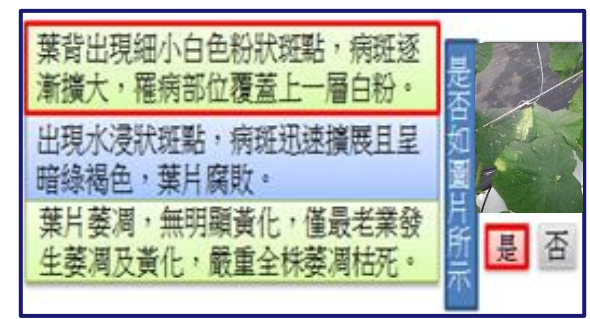 葉背出現細小白色粉狀斑點，病斑逐
漸擴大，罹病部位覆蓋上一層白粉。
出現水浸狀斑點，病斑迅速擴展且呈
暗綠褐色，葉片腐敗。
葉片萎凋，無明顯黃化，僅最老葉發
生萎凋及黃化，嚴重全株萎凋枯死。
是否如圖片所示
是
否